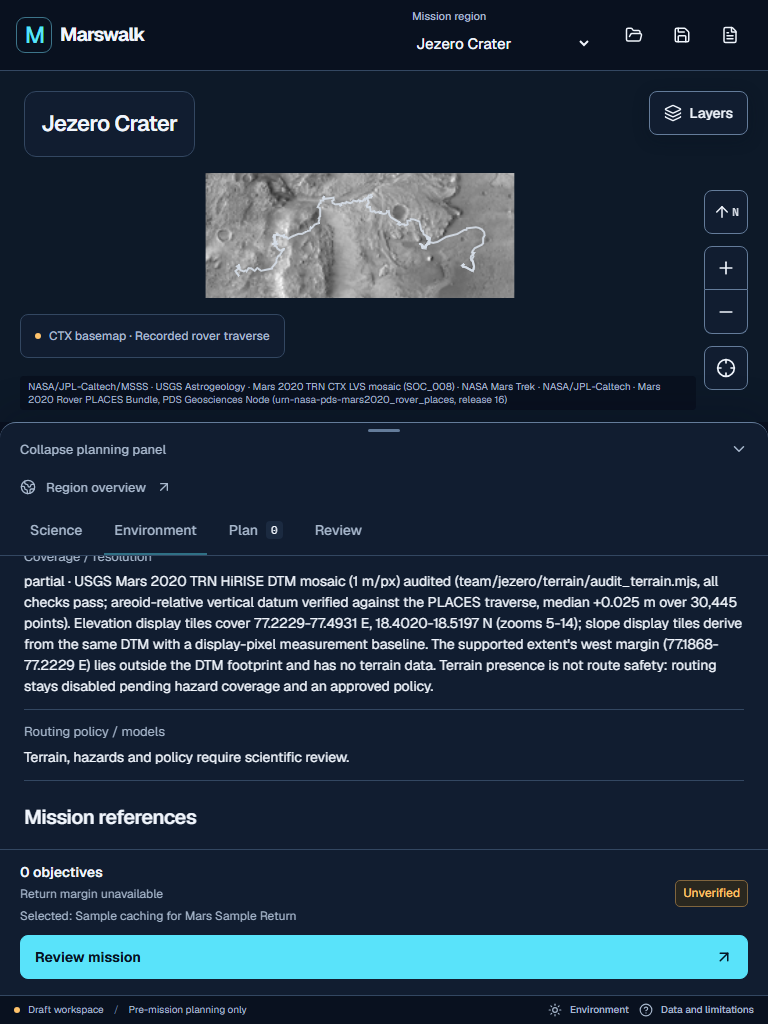 M Marswalk
Mission region
Jezero Crater
Jezero Crater
Layers
N
CTX basemap · Recorded rover traverse
NASA/JPL-Caltech/MSSS · USGS Astrogeology · Mars 2020 TRN CTX LVS mosaic (SOC_008) · NASA Mars Trek · NASA/JPL-Caltech · Mars
2020 Rover PLACES Bundle, PDS Geosciences Node (urn-nasa-pds-mars2020_rover_places, release 16)
Collapse planning panel
Region overview
Science Environment Plan 0 Review
Coverage / resolution
partial · USGS Mars 2020 TRN HiRISE DTM mosaic (1 m/px) audited (team/jezero/terrain/audit_terrain.mjs, all
checks pass; areoid-relative vertical datum verified against the PLACES traverse, median +0.025 m over 30,445
points). Elevation display tiles cover 77.2229-77.4931 E, 18.4020-18.5197 N (zooms 5-14); slope display tiles derive
from the same DTM with a display-pixel measurement baseline. The supported extent's west margin (77.1868-
77.2229 E) lies outside the DTM footprint and has no terrain data. Terrain presence is not route safety: routing
stays disabled pending hazard coverage and an approved policy.
Routing policy / models
Terrain, hazards and policy require scientific review.
Mission references
0 objectives
Return margin unavailable
Selected: Sample caching for Mars Sample Return
Unverified
Review mission
Draft workspace / Pre-mission planning only
Environment
Data and limitations